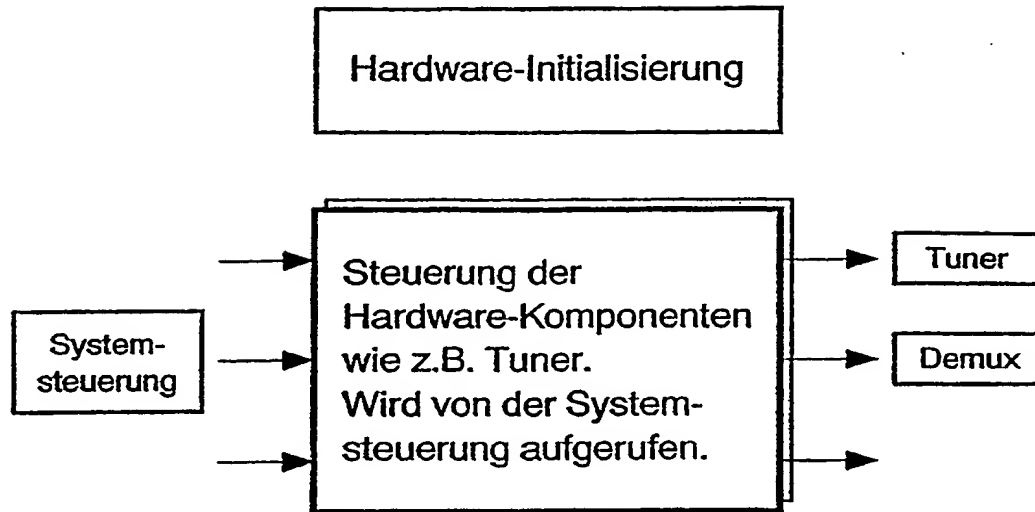 Hardware-Initialisierung
System-
steuerung
Steuerung der
Hardware-Komponenten
wie z.B. Tuner.
Wird von der System-
steuerung aufgerufen.
Tuner
Demux